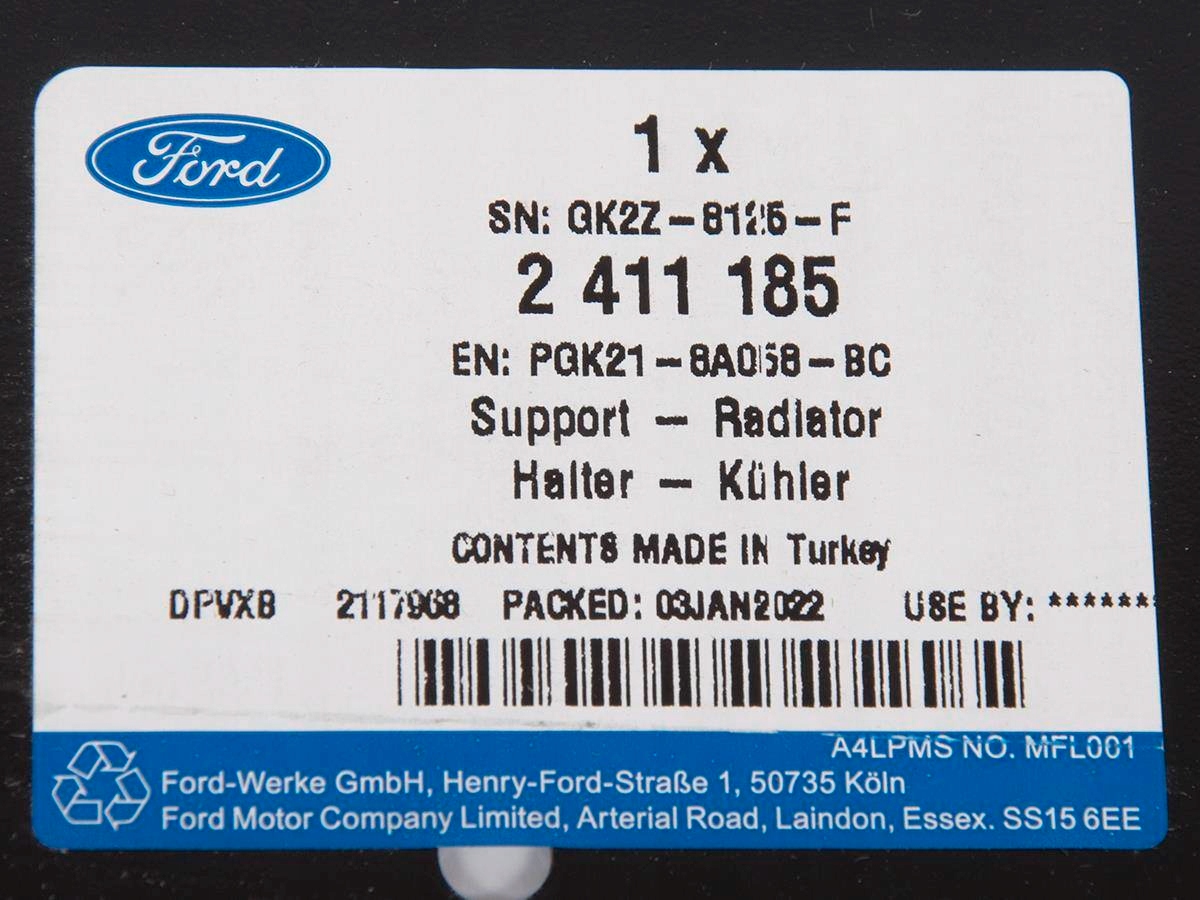 Ford
1 x
SN: GK2Z-8125-F
2 411 185
EN: PGK21-8A068-BC
Support - Radiator
Halter - Kühler
CONTENTS MADE IN Turkey
DPVXB 2117968 PACKED: 03JAN2022 USE BY: ******
A4LPMS NO. MFL001
Ford-Werke GmbH, Henry-Ford-Straße 1, 50735 Köln
Ford Motor Company Limited, Arterial Road, Laindon, Essex. SS15 6EE